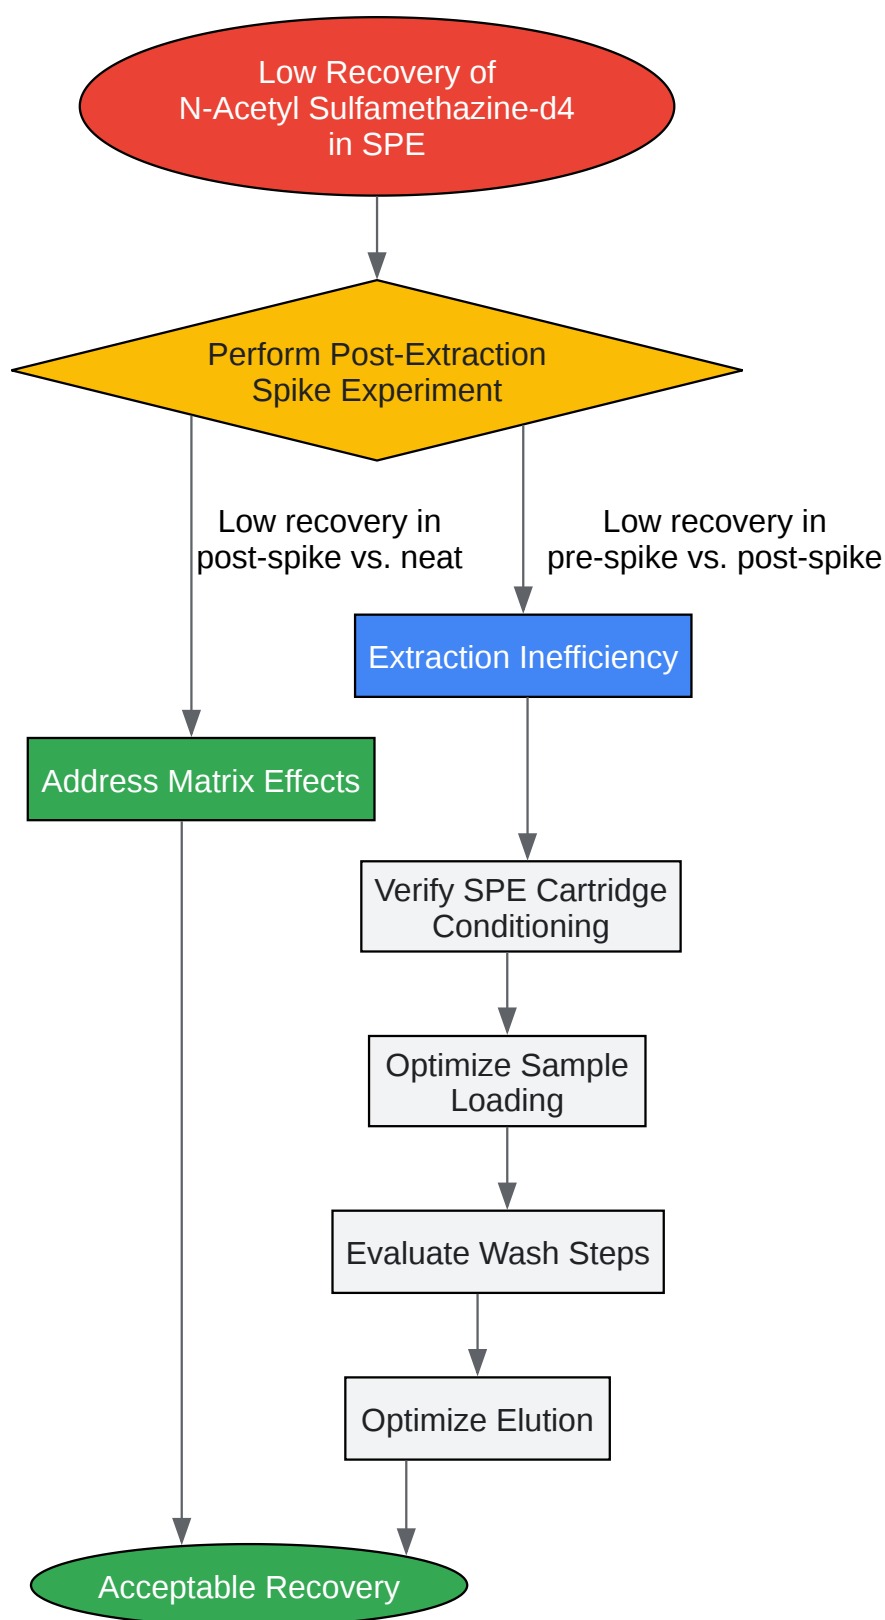 Low Recovery of
N-Acetyl Sulfamethazine-d4
in SPE
Perform Post-Extraction
Spike Experiment
Low recovery in
post-spike vs. neat
Low recovery in
pre-spike vs. post-spike
Extraction Inefficiency
Address Matrix Effects
Verify SPE Cartridge
Conditioning
Optimize Sample
Loading
Evaluate Wash Steps
Optimize Elution
Acceptable Recovery